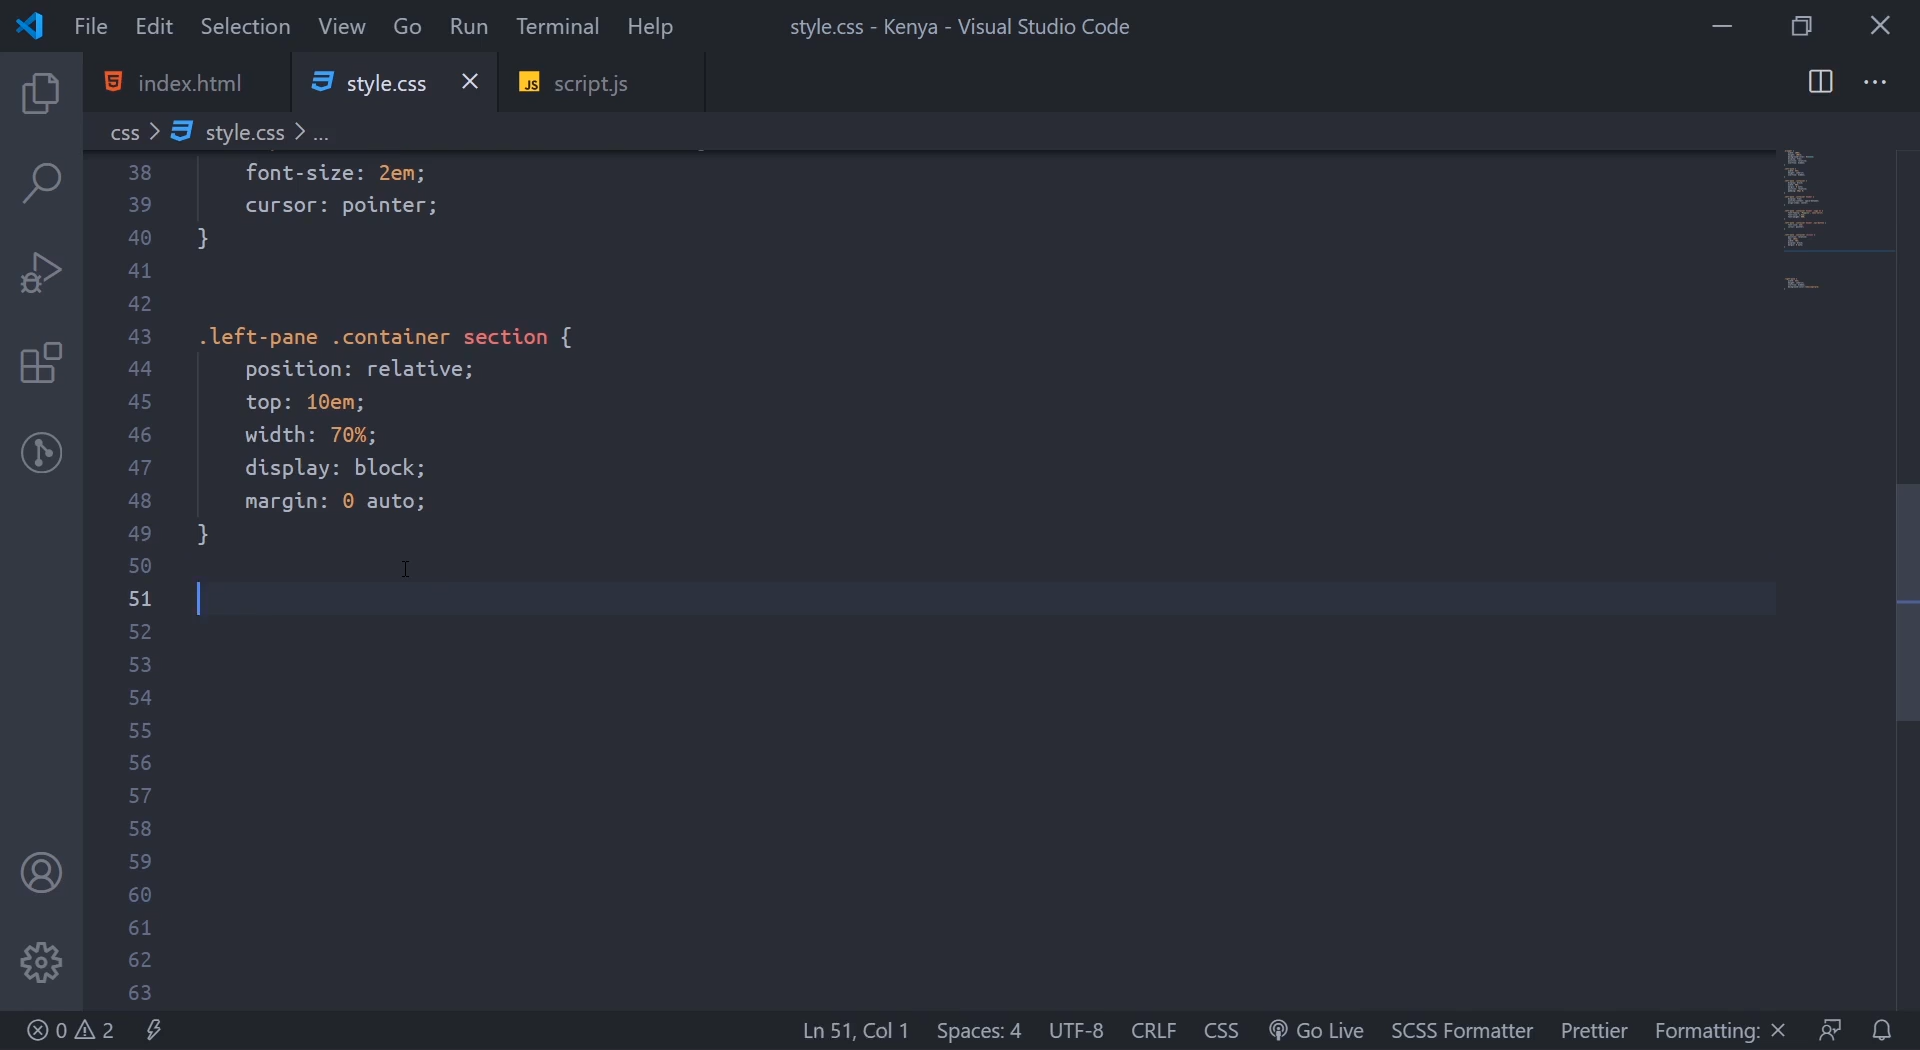 File Edit Selection View Go Run Terminal Help style.css - Kenya - Visual Studio Code
index.html style.css JS script.js
css > style.css > ...
38 font-size: 2em;
39 cursor: pointer;
40 }
41
42
43 .left-pane .container section {
44 position: relative;
45 top: 10em;
46 width: 70%;
47 display: block;
48 margin: 0 auto;
49 }
50
51
52
53
54
55
56
57
58
59
60
61
62
63
0 2 Ln 51, Col 1 Spaces: 4 UTF-8 CRLF CSS Go Live SCSS Formatter Prettier Formatting: ×